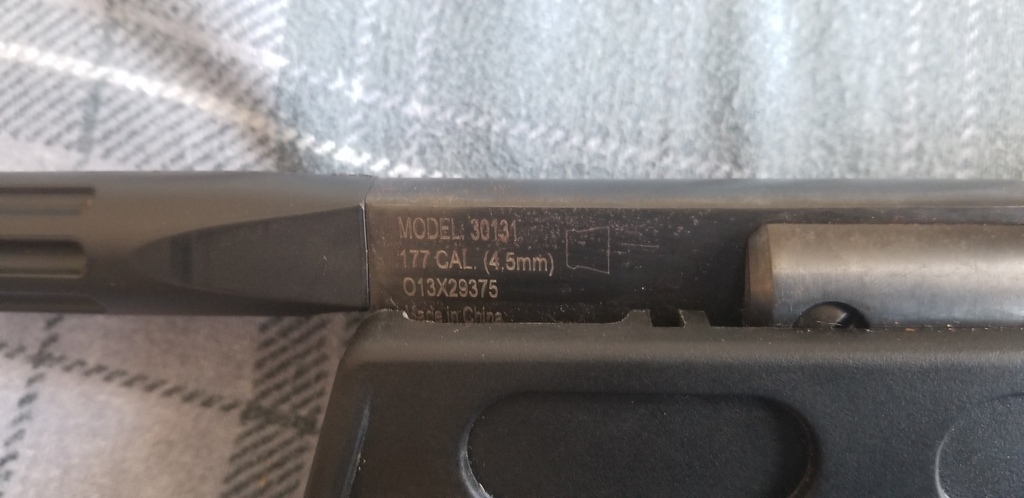 MODEL: 30131
177 CAL. (4.5mm)
O13X29375
Made in China